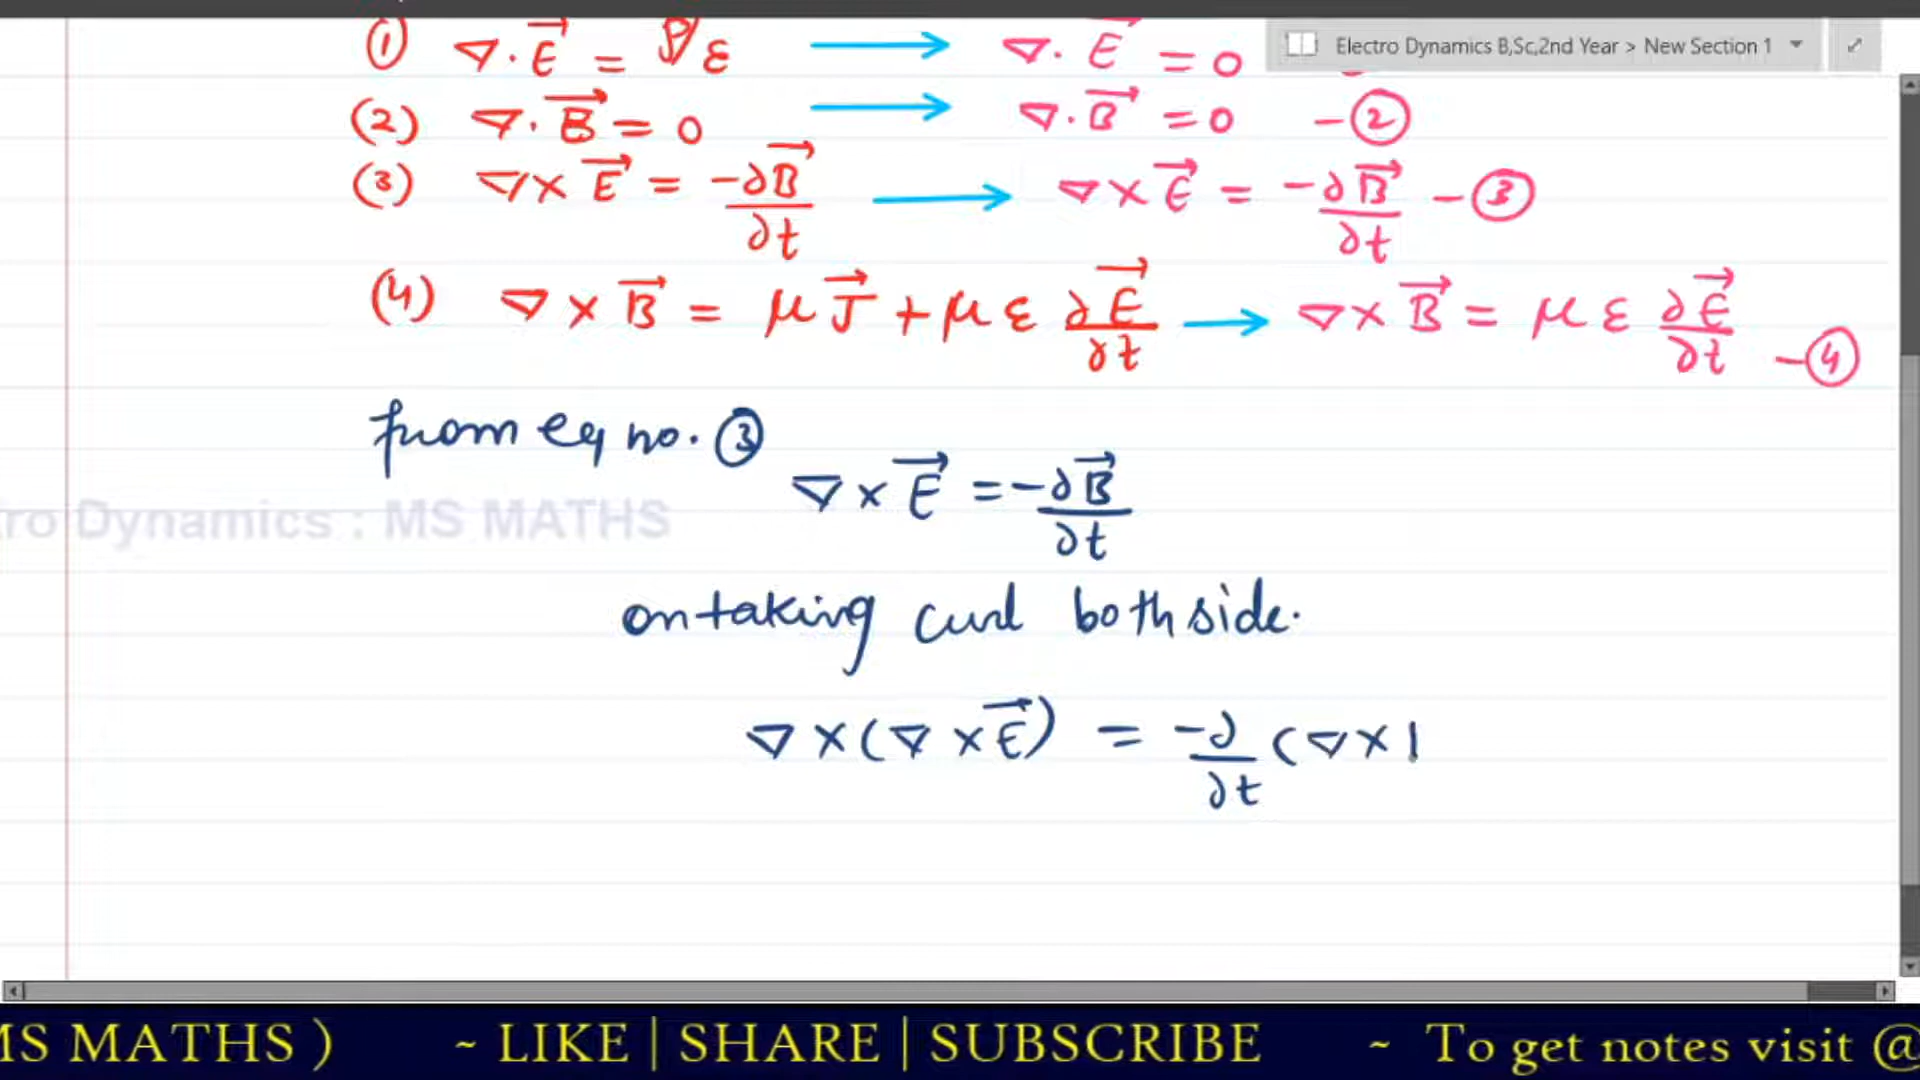 ① ∇·E⃗ = ρ/ε → ∇·E⃗ = 0
Electro Dynamics B,Sc,2nd Year > New Section 1
(2) ∇·B⃗ = 0 → ∇·B⃗ = 0 -②
(3) ∇×E⃗ = -∂B⃗/∂t → ∇×E⃗ = -∂B⃗/∂t -③
(4) ∇×B⃗ = μJ⃗ + με ∂E⃗/∂t → ∇×B⃗ = με ∂E⃗/∂t -④
from eq no. ③
∇×E⃗ = -∂B⃗/∂t
ro Dynamics : MS MATHS
on taking curl both side.
∇×(∇×E⃗) = -∂/∂t (∇×
MS MATHS ) ~ LIKE | SHARE | SUBSCRIBE ~ To get notes visit @